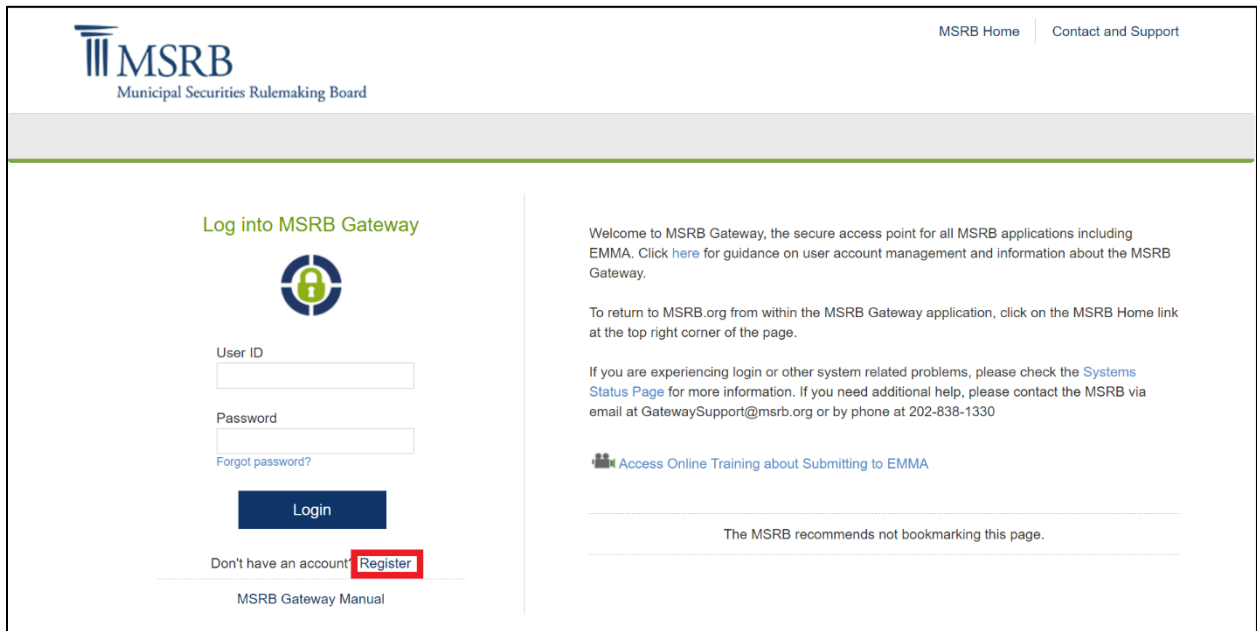 MSRB
Municipal Securities Rulemaking Board
MSRB Home
Contact and Support
Log into MSRB Gateway
User ID
Password
Forgot password?
Login
Don't have an account? Register
MSRB Gateway Manual
Welcome to MSRB Gateway, the secure access point for all MSRB applications including
EMMA. Click here for guidance on user account management and information about the MSRB
Gateway.
To return to MSRB.org from within the MSRB Gateway application, click on the MSRB Home link
at the top right corner of the page.
If you are experiencing login or other system related problems, please check the Systems
Status Page for more information. If you need additional help, please contact the MSRB via
email at GatewaySupport@msrb.org or by phone at 202-838-1330
Access Online Training about Submitting to EMMA
The MSRB recommends not bookmarking this page.